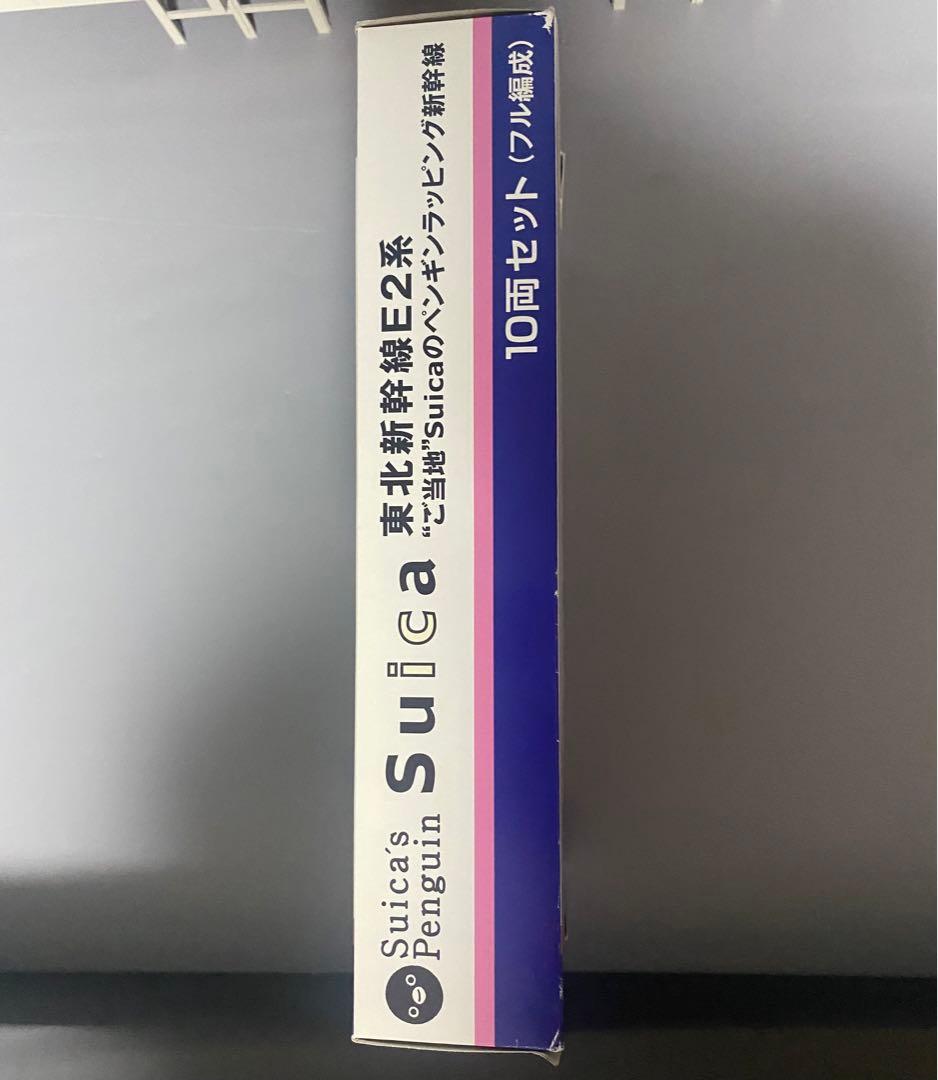 Suica's
Penguin
Suica
東北新幹線E2系
“ご当地”Suicaのペンギンラッピング新幹線
10両セット(フル編成)